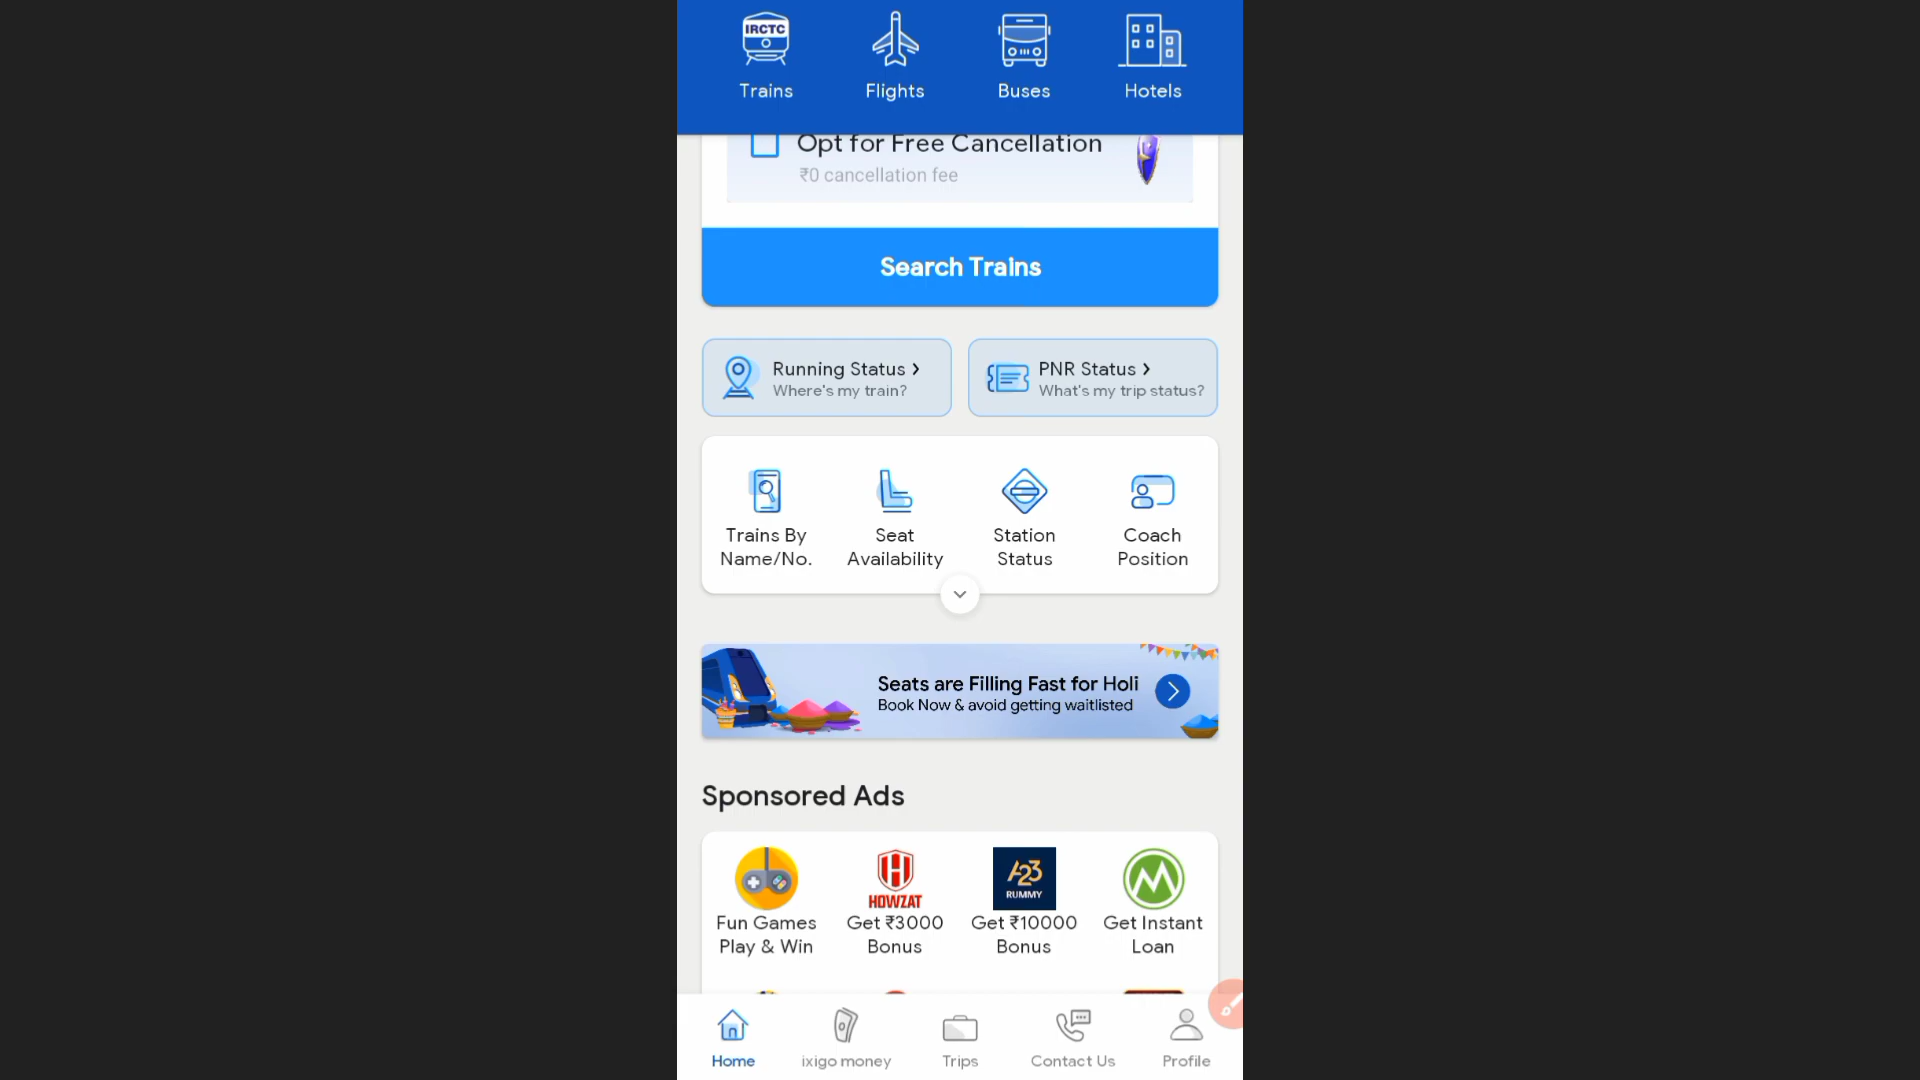 IRCTC
Trains
Flights
Buses
Hotels
Opt for Free Cancellation
₹0 cancellation fee
Search Trains
Running Status
Where's my train?
PNR Status
What's my trip status?
Trains By
Name/No.
Seat
Availability
Station
Status
Coach
Position
Seats are Filling Fast for Holi
Book Now & avoid getting waitlisted
Sponsored Ads
HOWZAT
A23
RUMMY
Fun Games
Play & Win
Get ₹3000
Bonus
Get ₹10000
Bonus
Get Instant
Loan
Home
ixigo money
Trips
Contact Us
Profile